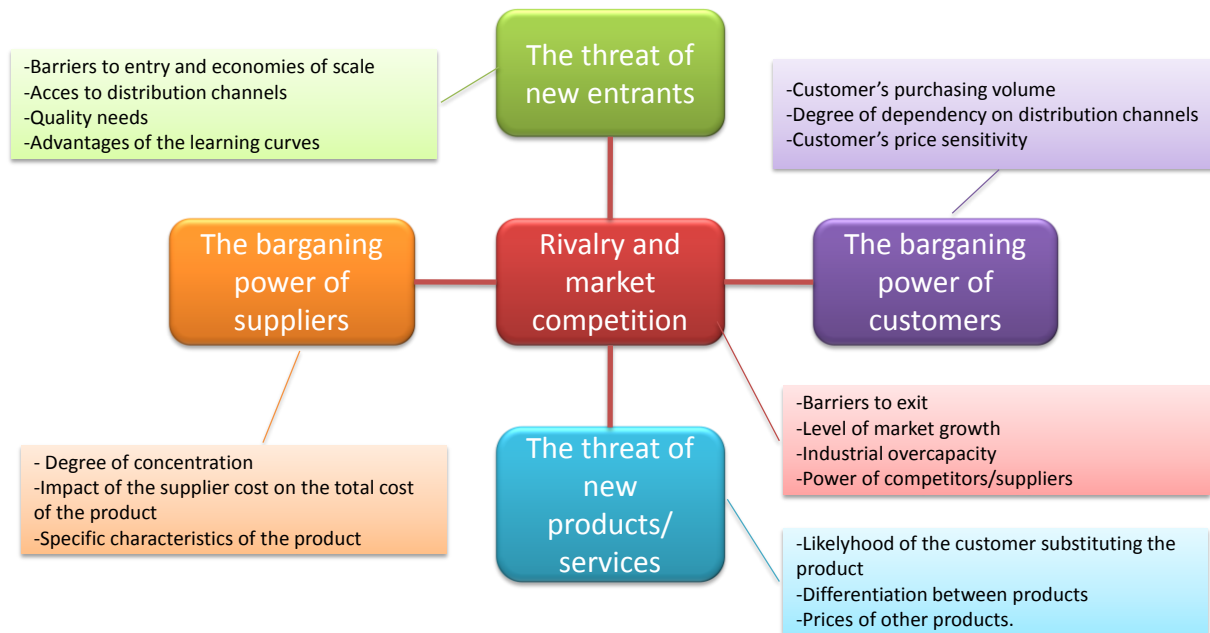 The threat of
new entrants
-Barriers to entry and economies of scale
-Acces to distribution channels
-Quality needs
-Advantages of the learning curves
-Customer's purchasing volume
-Degree of dependency on distribution channels
-Customer's price sensitivity
The barganing
power of
suppliers
Rivalry and
market
competition
The barganing
power of
customers
- Degree of concentration
-Impact of the supplier cost on the total cost
of the product
-Specific characteristics of the product
The threat of
new
products/
services
-Barriers to exit
-Level of market growth
-Industrial overcapacity
-Power of competitors/suppliers
-Likelyhood of the customer substituting the
product
-Differentiation between products
-Prices of other products.